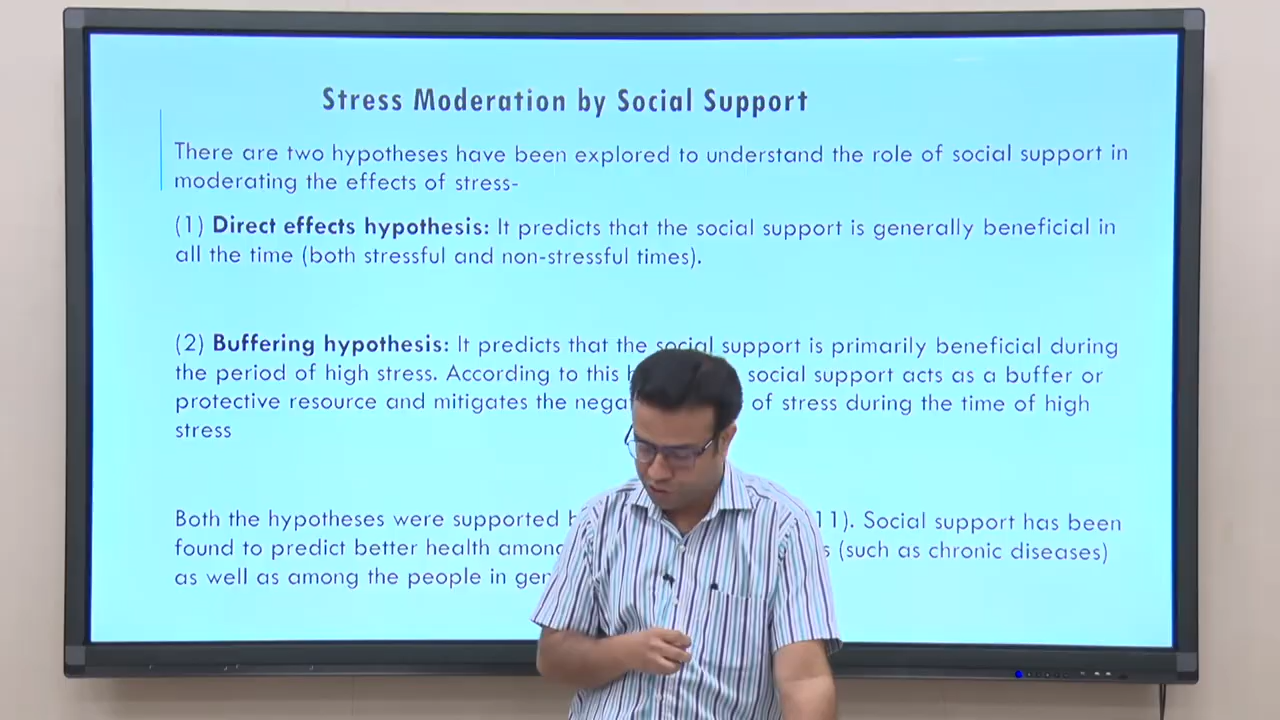 Stress Moderation by Social Support
There are two hypotheses have been explored to understand the role of social support in
moderating the effects of stress-
(1) Direct effects hypothesis: It predicts that the social support is generally beneficial in
all the time (both stressful and non-stressful times).
(2) Buffering hypothesis: It predicts that the social support is primarily beneficial during
the period of high stress. According to this social support acts as a buffer or
protective resource and mitigates the of stress during the time of high
stress
Both the hypotheses were supported 11). Social support has been
found to predict better health (such as chronic diseases)
as well as among the people in